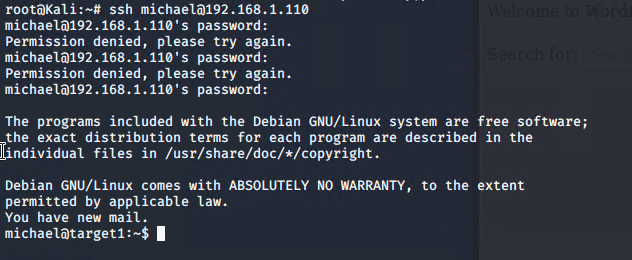 root@Kali:~# ssh michael@192.168.1.110
michael@192.168.1.110's password:
Permission denied, please try again.
michael@192.168.1.110's password:
Permission denied, please try again.
michael@192.168.1.110's password:

The programs included with the Debian GNU/Linux system are free software;
the exact distribution terms for each program are described in the
individual files in /usr/share/doc/*/copyright.

Debian GNU/Linux comes with ABSOLUTELY NO WARRANTY, to the extent
permitted by applicable law.
You have new mail.
michael@target1:~$
Welcome to Word
Search for: Search